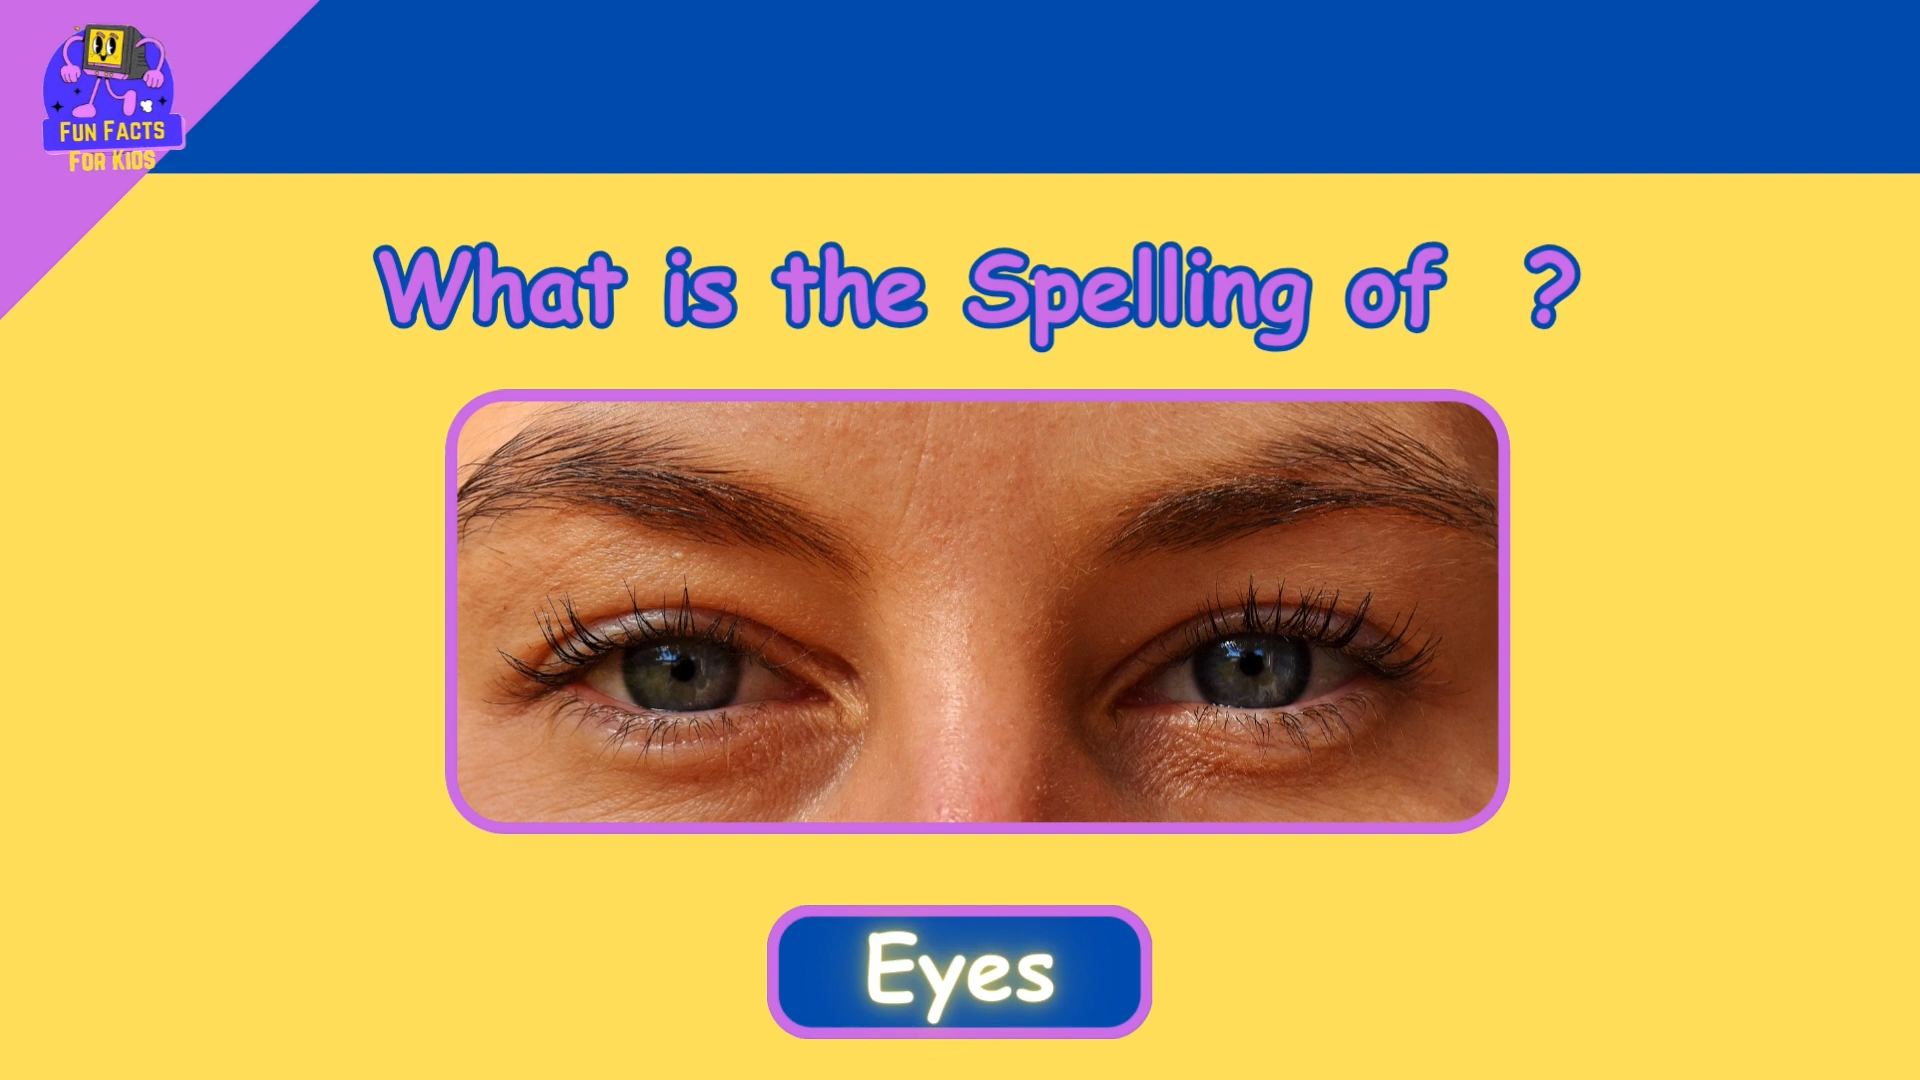 Fun Facts
For Kids
What is the Spelling of ?
Eyes